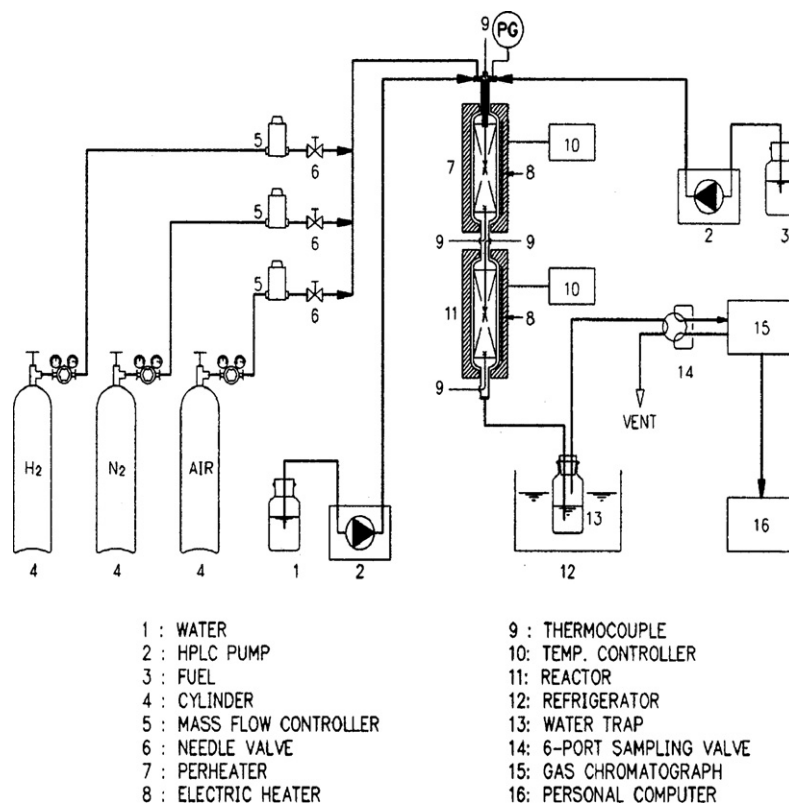 9
PG
5
6
7
10
8
5
6
2
3
9
9
5
6
11
10
8
15
14
9
VENT
H2
N2
AIR
13
16
4
4
4
1
2
12
1 : WATER
2 : HPLC PUMP
3 : FUEL
4 : CYLINDER
5 : MASS FLOW CONTROLLER
6 : NEEDLE VALVE
7 : PERHEATER
8 : ELECTRIC HEATER
9 : THERMOCOUPLE
10: TEMP. CONTROLLER
11: REACTOR
12: REFRIGERATOR
13: WATER TRAP
14: 6-PORT SAMPLING VALVE
15: GAS CHROMATOGRAPH
16: PERSONAL COMPUTER